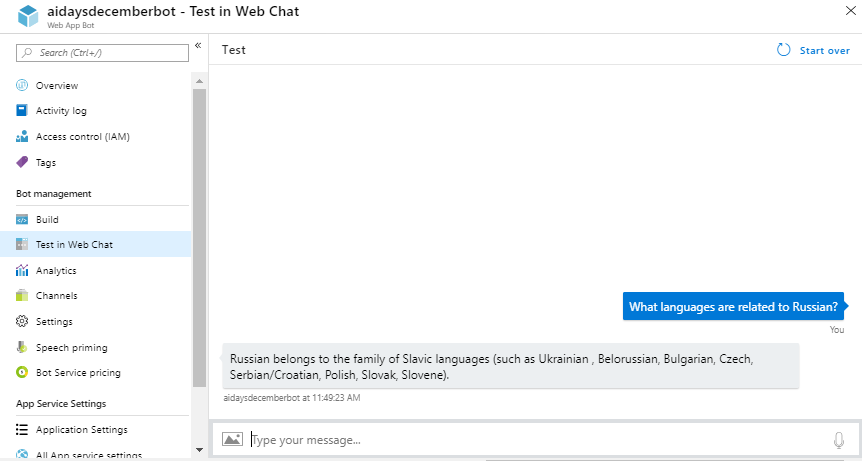 aidaysdecemberbot - Test in Web Chat
Web App Bot
Search (Ctrl+/)
«
Overview
Activity log
Access control (IAM)
Tags
Bot management
Build
Test in Web Chat
Analytics
Channels
Settings
Speech priming
Bot Service pricing
App Service Settings
Application Settings
All App service settings
Test
Start over
What languages are related to Russian?
You
Russian belongs to the family of Slavic languages (such as Ukrainian , Belorussian, Bulgarian, Czech,
Serbian/Croatian, Polish, Slovak, Slovene).
aidaysdecemberbot at 11:49:23 AM
Type your message...